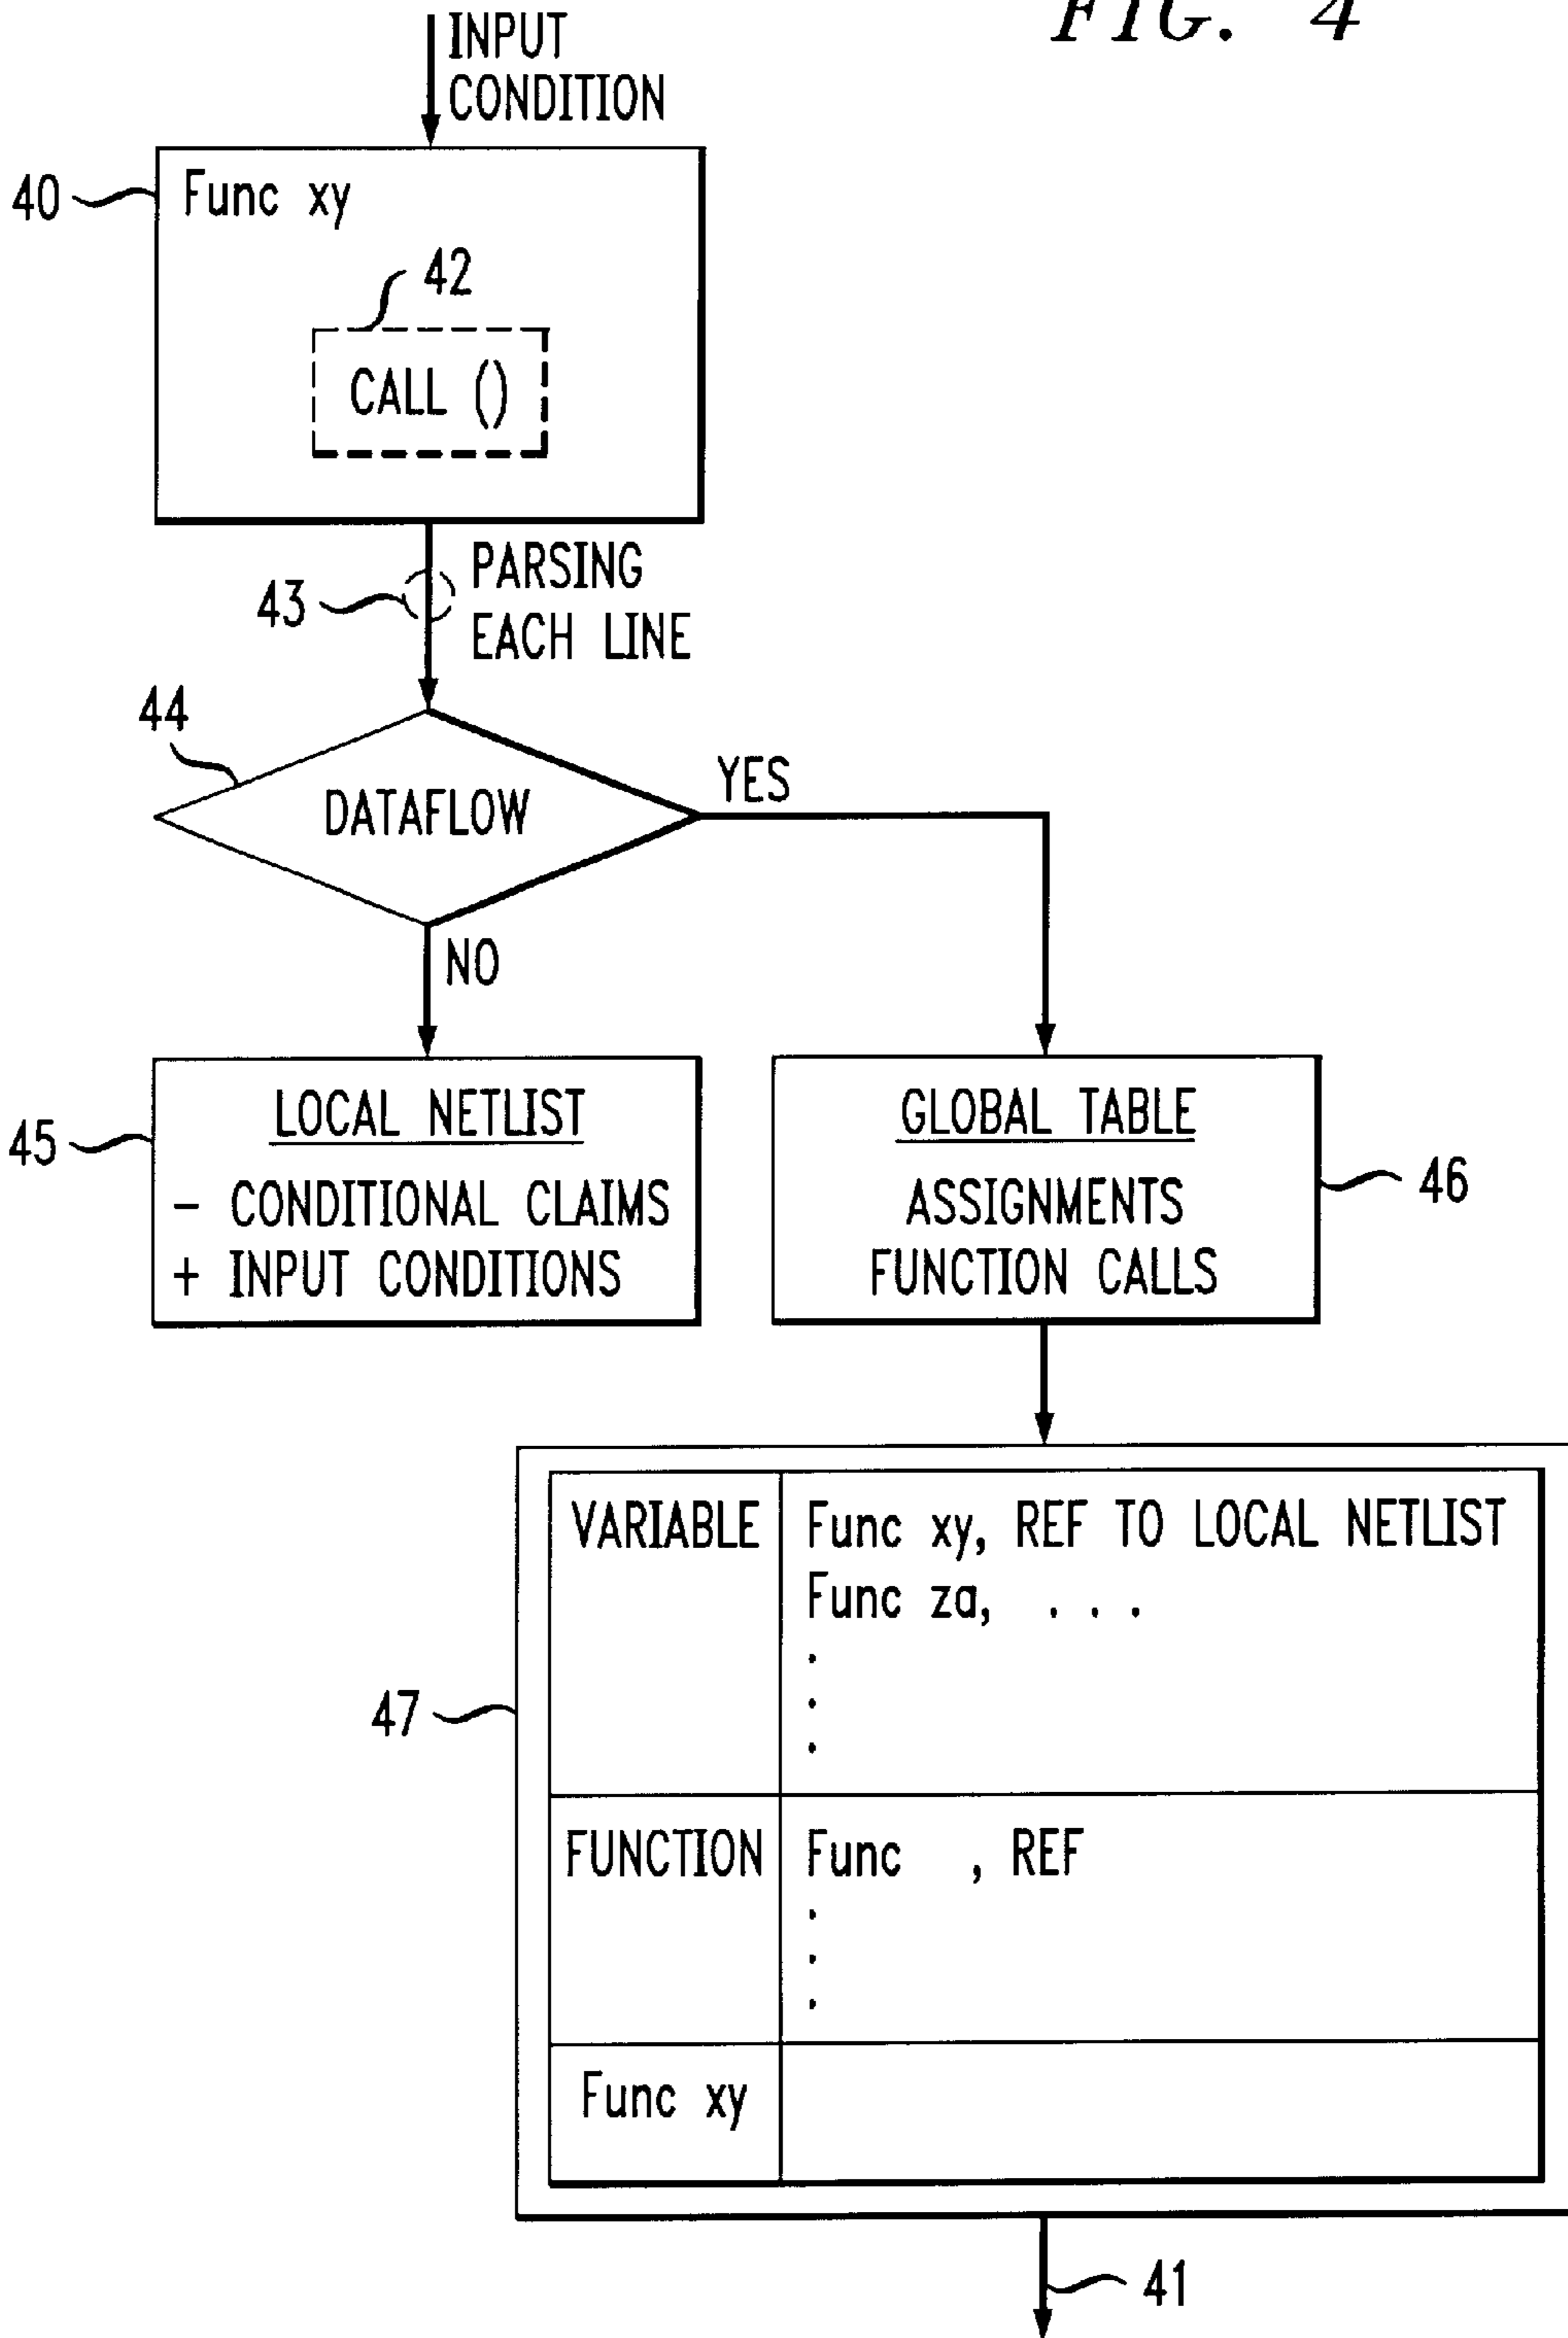 FIG. 4
INPUT
CONDITION
40
Func xy
42
CALL ()
43
PARSING
EACH LINE
44
DATAFLOW
YES
NO
45
LOCAL NETLIST
- CONDITIONAL CLAIMS
+ INPUT CONDITIONS
GLOBAL TABLE
ASSIGNMENTS
FUNCTION CALLS
46
47
VARIABLE
Func xy, REF TO LOCAL NETLIST
Func za, . . .
.
.
.
FUNCTION
Func , REF
.
.
.
Func xy
41